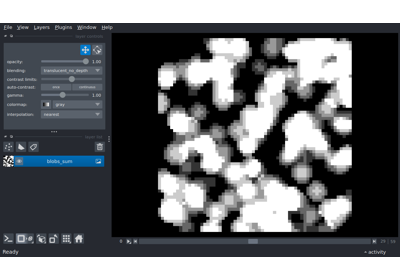 File View Layers Plugins Window Help
opacity: 1.00
blending: translucent_no_depth
contrast limits:
auto-contrast: once continuous
gamma: 1.00
colormap: gray
interpolation: nearest
blobs_sum
Ready
activity